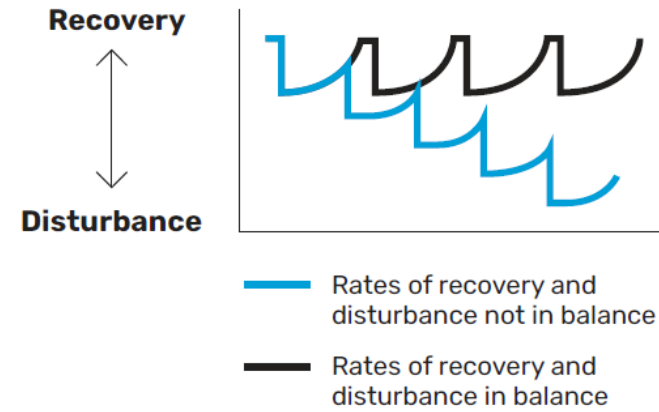 Recovery
Disturbance
Rates of recovery and
disturbance not in balance
Rates of recovery and
disturbance in balance